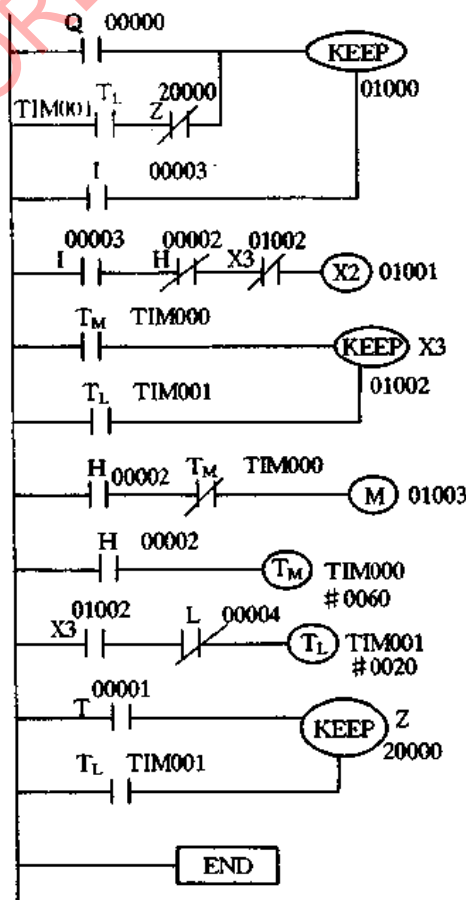 Q 00000
KEEP
01000
TIM001 TL Z 20000
I 00003
I 00003 H 00002 X3 01002 X2 01001
TM TIM000
KEEP X3
01002
TL TIM001
H 00002 TM TIM000 M 01003
H 00002 TM TIM000
#0060
X3 01002 L 00004 TL TIM001
#0020
T 00001
KEEP Z
20000
TL TIM001
END